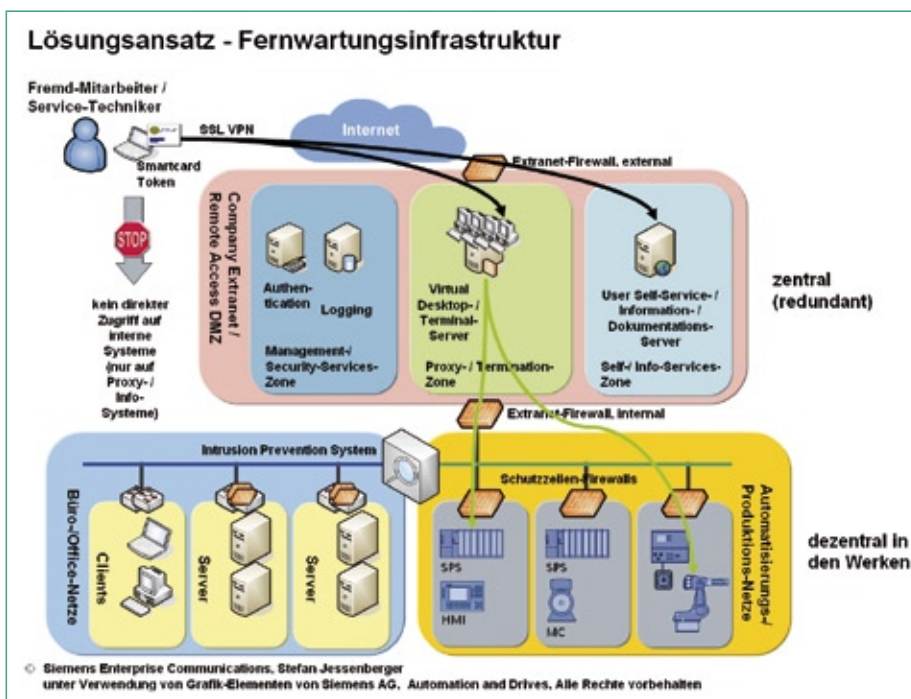 Lösungsansatz - Fernwartungsinfrastruktur
Fremd-Mitarbeiter /
Service-Techniker
SSL VPN
Internet
Smartcard
Token
Extranet-Firewall, external
STOP
kein direkter
Zugriff auf
interne
Systeme
(nur auf
Proxy- /
Info-
Systeme)
Company Extranet /
Remote Access DMZ
Authen-
tication
Logging
Management-/
Security-Services-
Zone
Virtual
Desktop- /
Terminal-
Server
Proxy- / Termination-
Zone
User Self-Service- /
Information- /
Dokumentations-
Server
Self-/ Info-Services-
Zone
zentral
(redundant)
Extranet-Firewall, internal
Intrusion Prevention System
Schutzzellen-Firewalls
Büro-/Office-Netze
Clients
Server
Server
SPS
HMI
SPS
MC
Automatisierungs-/
Produktions-Netze
dezentral in
den Werken
© Siemens Enterprise Communications, Stefan Jessenberger
unter Verwendung von Grafik-Elementen von Siemens AG, Automation and Drives, Alle Rechte vorbehalten